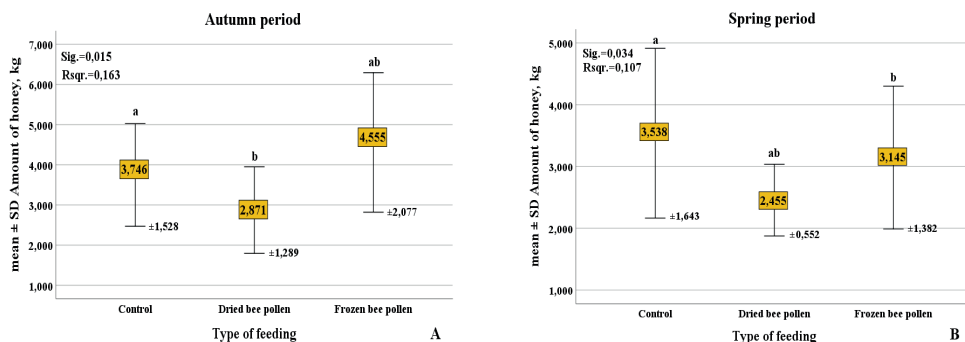 Autumn period
7,000
6,000
5,000
4,000
3,000
2,000
1,000
mean ± SD Amount of honey, kg
Sig.=0,015
Rsqr.=0,163
a
3,746
±1,528
b
2,871
±1,289
ab
4,555
±2,077
Control
Dried bee pollen
Frozen bee pollen
Type of feeding
A
Spring period
5,000
4,000
3,000
2,000
1,000
mean ± SD Amount of honey, kg
Sig.=0,034
Rsqr.=0,107
a
3,538
±1,643
ab
2,455
±0,552
b
3,145
±1,382
Control
Dried bee pollen
Frozen bee pollen
Type of feeding
B